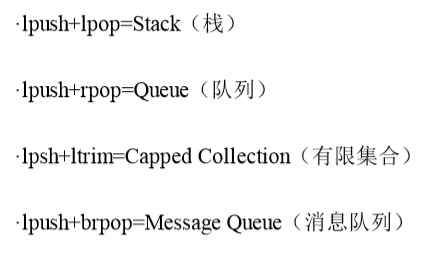 ·lpush+lpop=Stack（栈）
·lpush+rpop=Queue（队列）
·lpsh+ltrim=Capped Collection（有限集合）
·lpush+brpop=Message Queue（消息队列）